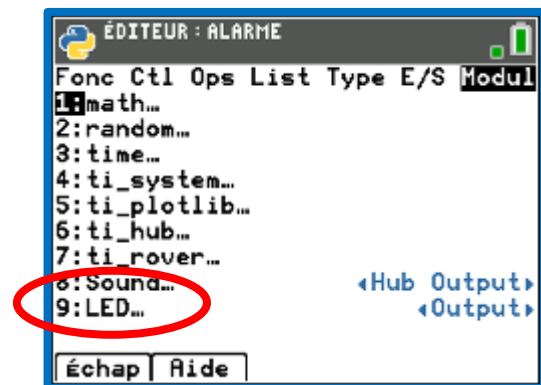 ÉDITEUR : ALARME
Fonc Ctl Ops List Type E/S Modul
1:math…
2:random…
3:time…
4:ti_system…
5:ti_plotlib…
6:ti_hub…
7:ti_rover…
8:Sound… ◂Hub Output▸
9:LED… ◂Output▸
Échap Aide